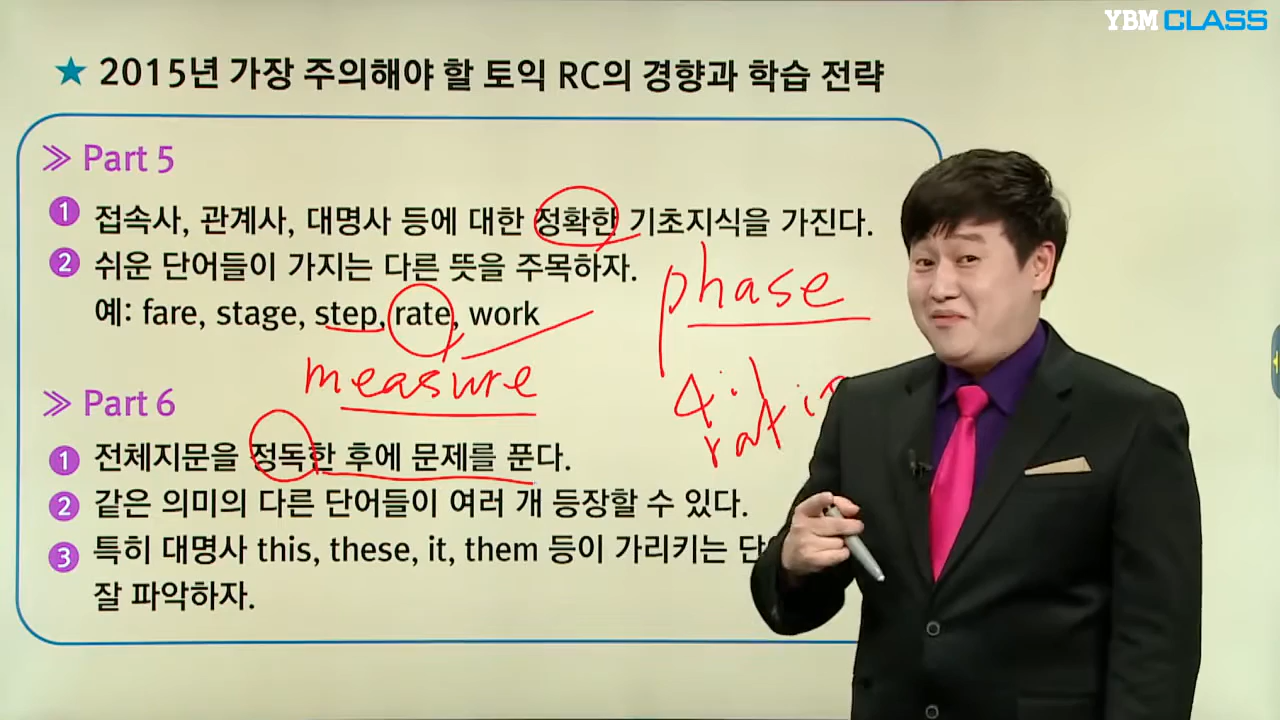 YBM CLASS
★ 2015년 가장 주의해야 할 토익 RC의 경향과 학습 전략
≫ Part 5
❶ 접속사, 관계사, 대명사 등에 대한 정확한 기초지식을 가진다.
❷ 쉬운 단어들이 가지는 다른 뜻을 주목하자.
예: fare, stage, step, rate, work
phase
measure
≫ Part 6
❶ 전체지문을 정독한 후에 문제를 푼다.
❷ 같은 의미의 다른 단어들이 여러 개 등장할 수 있다.
❸ 특히 대명사 this, these, it, them 등이 가리키는
잘 파악하자.